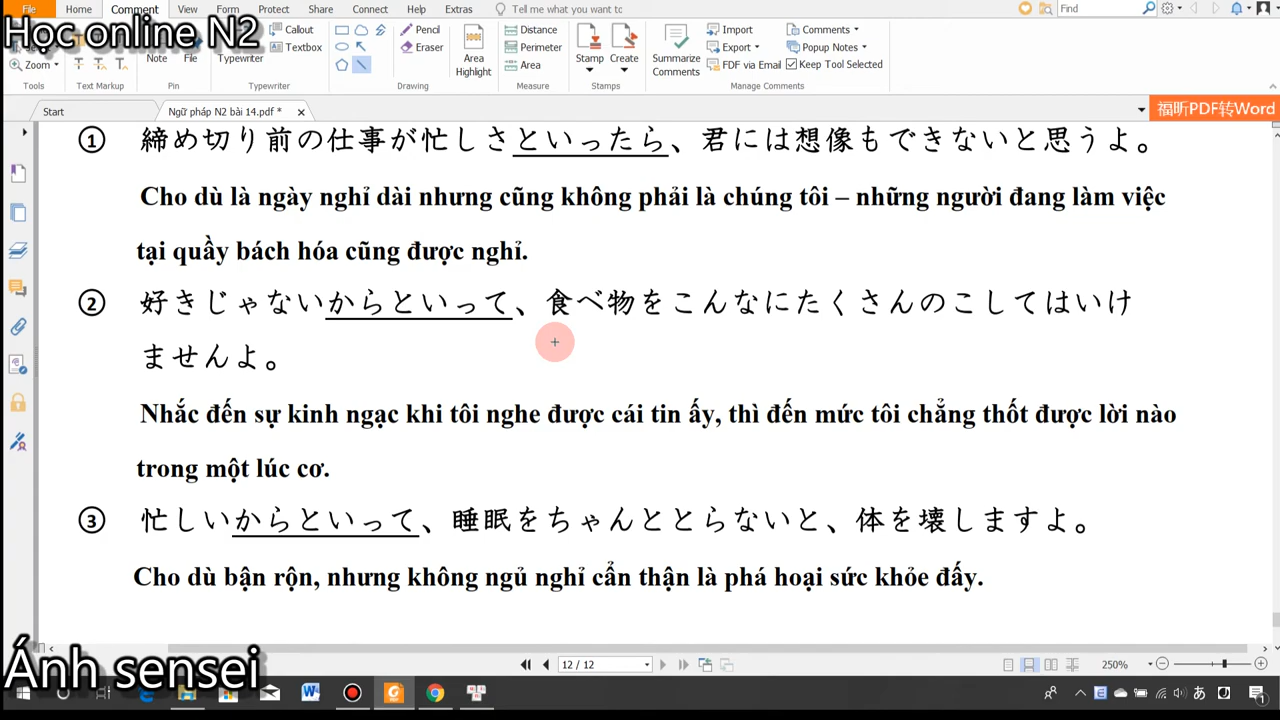 File Home Comment View Form Protect Share Connect Help Extras Tell me what you want tc Find
Học online N2
Callout Pencil Distance Import Comments
Textbox Eraser Perimeter Export Popup Notes
Zoom Note File Typewriter Area Highlight Area Stamp Create Summarize Comments FDF via Email Keep Tool Selected
Tools Text Markup Pin Typewriter Drawing Measure Stamps Manage Comments
Start Ngữ pháp N2 bài 14.pdf * 福昕PDF转Word
① 締め切り前の仕事が忙しさといったら、君には想像もできないと思うよ。
Cho dù là ngày nghỉ dài nhưng cũng không phải là chúng tôi – những người đang làm việc
tại quầy bách hóa cũng được nghỉ.
② 好きじゃないからといって、食べ物をこんなにたくさんのこしてはいけ
ませんよ。
Nhắc đến sự kinh ngạc khi tôi nghe được cái tin ấy, thì đến mức tôi chẳng thốt được lời nào
trong một lúc cơ.
③ 忙しいからといって、睡眠をちゃんととらないと、体を壊しますよ。
Cho dù bận rộn, nhưng không ngủ nghỉ cẩn thận là phá hoại sức khỏe đấy.
Ánh sensei
12 / 12 250%
あ